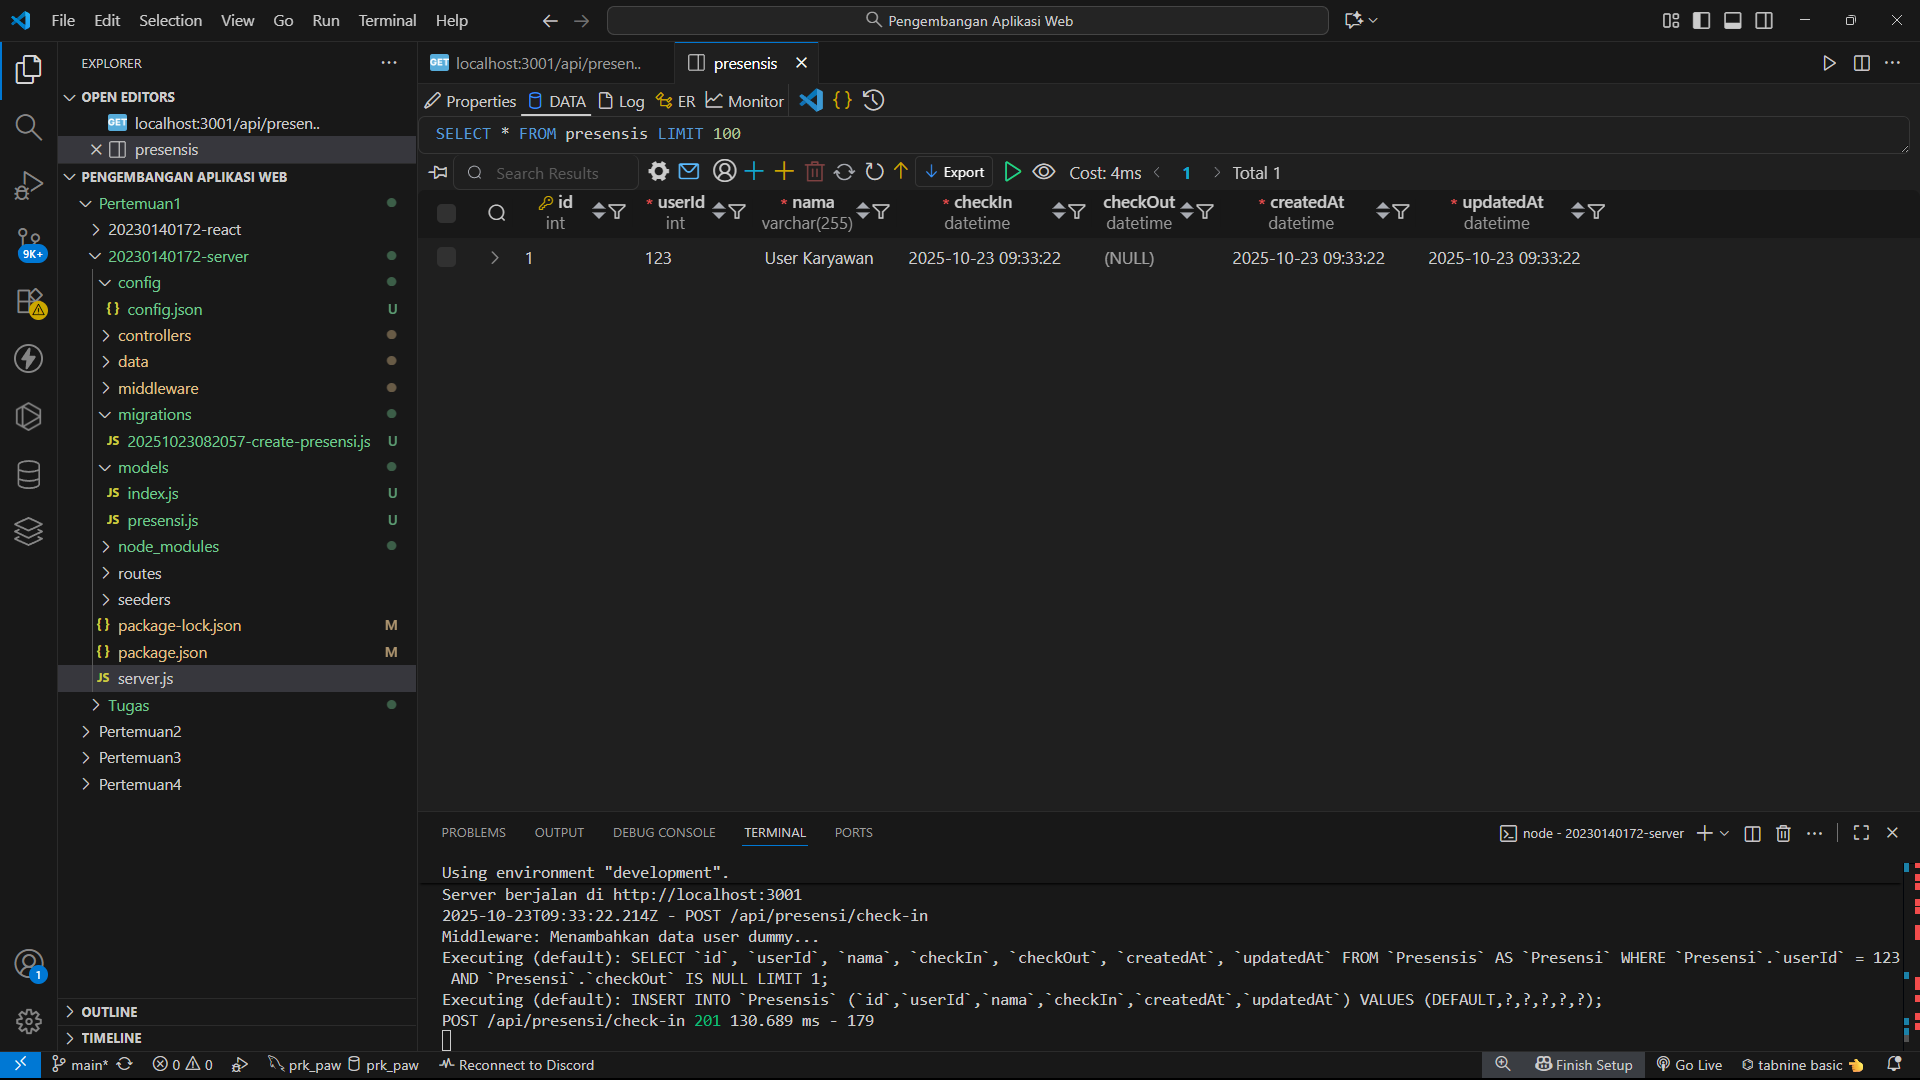 File Edit Selection View Go Run Terminal Help
Pengembangan Aplikasi Web
EXPLORER
OPEN EDITORS
GET localhost:3001/api/presen..
presensis
PENGEMBANGAN APLIKASI WEB
Pertemuan1
20230140172-react
20230140172-server
config
{} config.json U
controllers
data
middleware
migrations
JS 20251023082057-create-presensi.js U
models
JS index.js U
JS presensi.js U
node_modules
routes
seeders
{} package-lock.json M
{} package.json M
JS server.js
Tugas
Pertemuan2
Pertemuan3
Pertemuan4
OUTLINE
TIMELINE
9K+
1
GET localhost:3001/api/presen..
presensis
Properties DATA Log ER Monitor {}
SELECT * FROM presensis LIMIT 100
Search Results Export Cost: 4ms 1 Total 1
id * userId * nama * checkIn checkOut * createdAt * updatedAt
int int varchar(255) datetime datetime datetime datetime
1 123 User Karyawan 2025-10-23 09:33:22 (NULL) 2025-10-23 09:33:22 2025-10-23 09:33:22
PROBLEMS OUTPUT DEBUG CONSOLE TERMINAL PORTS
node - 20230140172-server
Using environment "development".
Server berjalan di http://localhost:3001
2025-10-23T09:33:22.214Z - POST /api/presensi/check-in
Middleware: Menambahkan data user dummy...
Executing (default): SELECT `id`, `userId`, `nama`, `checkIn`, `checkOut`, `createdAt`, `updatedAt` FROM `Presensis` AS `Presensi` WHERE `Presensi`.`userId` = 123
AND `Presensi`.`checkOut` IS NULL LIMIT 1;
Executing (default): INSERT INTO `Presensis` (`id`,`userId`,`nama`,`checkIn`,`createdAt`,`updatedAt`) VALUES (DEFAULT,?,?,?,?,?);
POST /api/presensi/check-in 201 130.689 ms - 179
main* 0 0 prk_paw prk_paw Reconnect to Discord Finish Setup Go Live tabnine basic